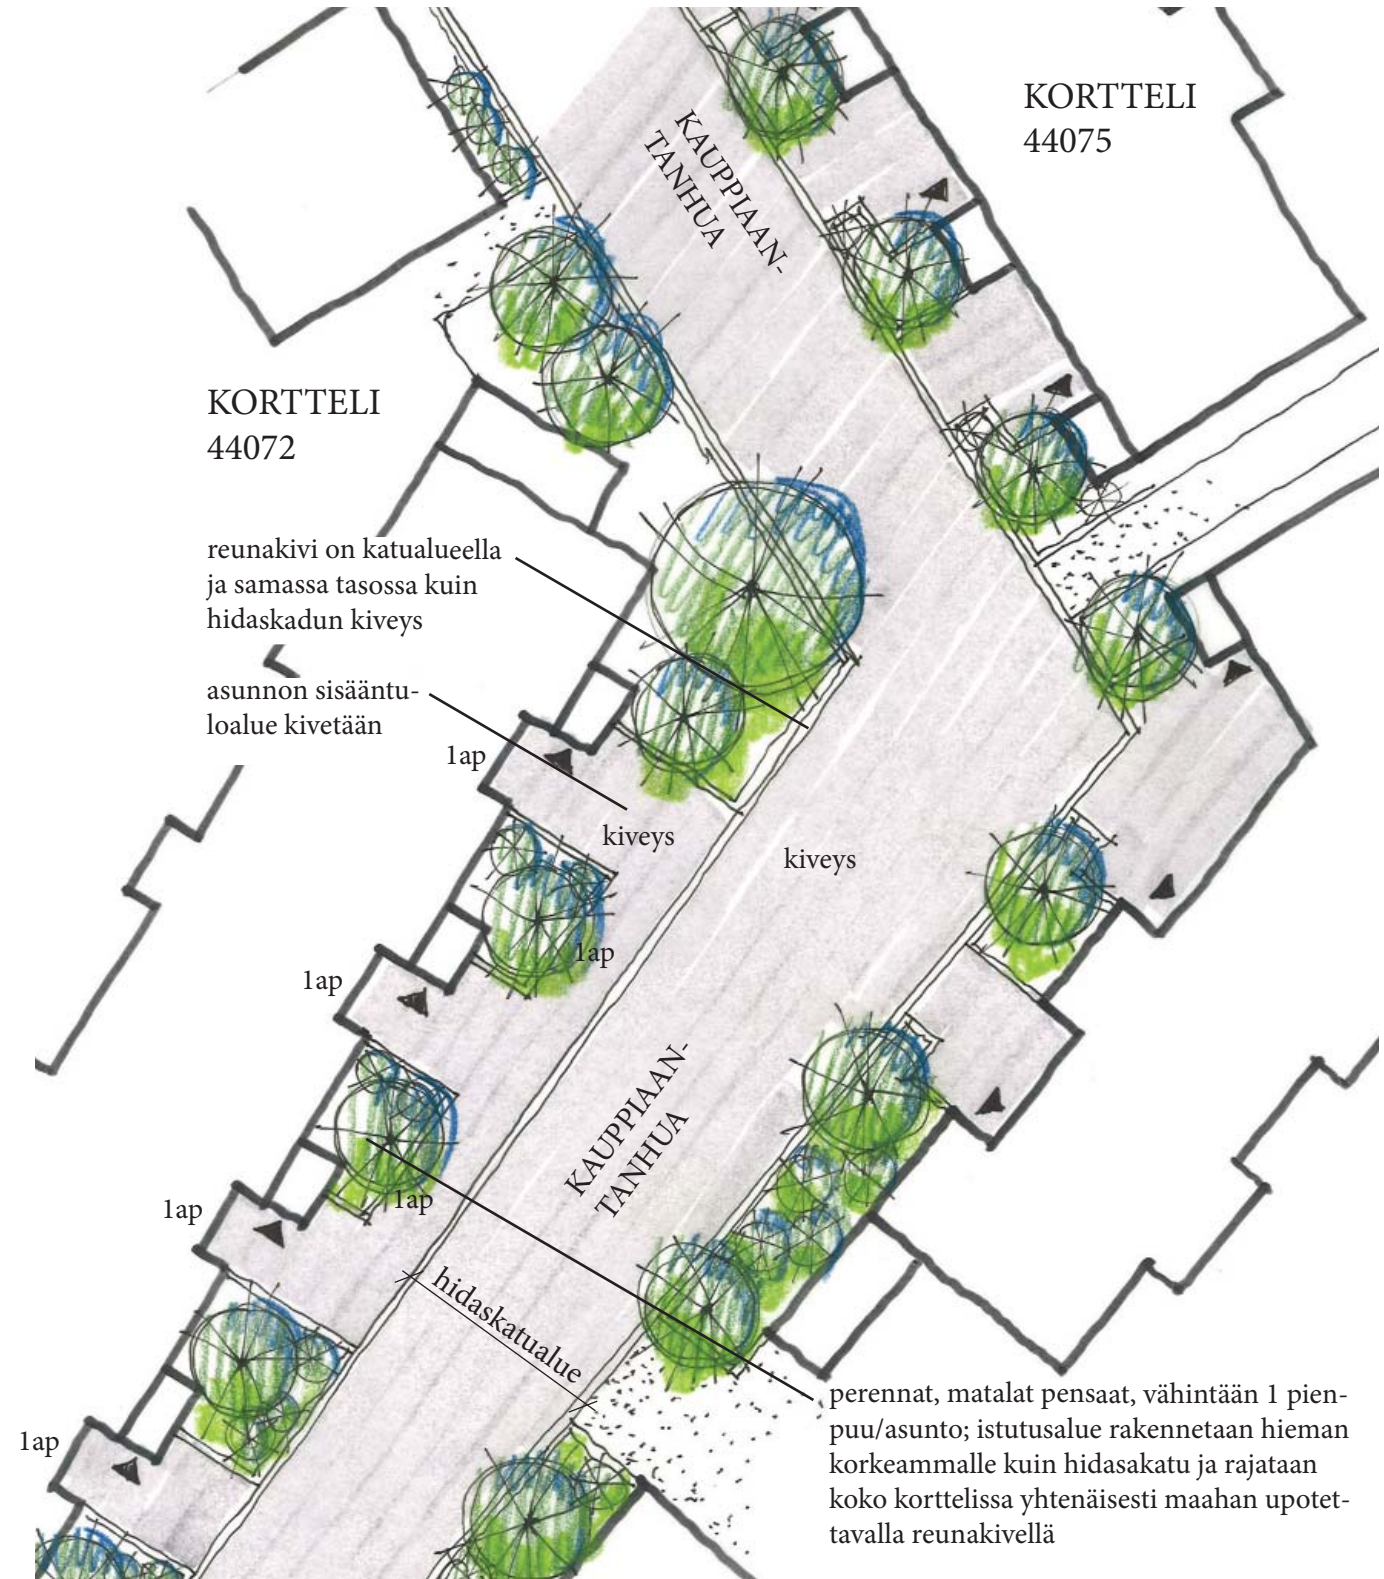 KORTTELI
44075
KAUPPIAAN-
TANHUA
KORTTELI
44072
reunakivi on katualueella
ja samassa tasossa kuin
hidaskadun kiveys
asunnon sisääntu-
loalue kivetään
1ap
kiveys
kiveys
1ap
1ap
KAUPPIAAN-
TANHUA
1ap
1ap
hidaskatualue
1ap
perennat, matalat pensaat, vähintään 1 pien-
puu/asunto; istutusalue rakennetaan hieman
korkeammalle kuin hidasakatu ja rajataan
koko korttelissa yhtenäisesti maahan upotet-
tavalla reunakivellä